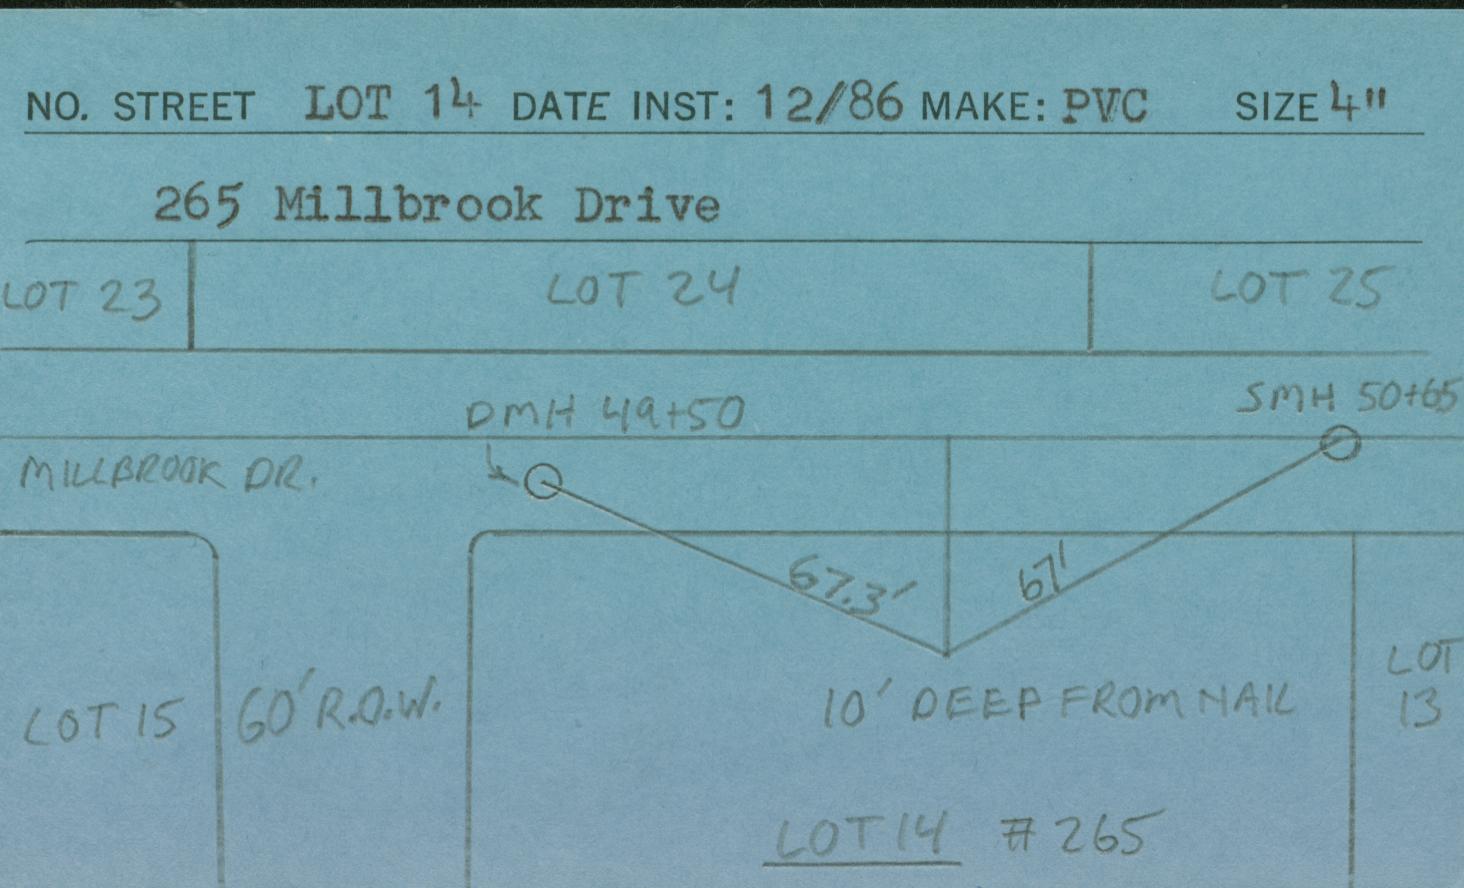 NO. STREET LOT 14 DATE INST: 12/86 MAKE: PVC SIZE 4"
265 Millbrook Drive
LOT 23 LOT 24 LOT 25
DMH 49+50 SMH 50+65
MILLBROOK DR.
67.3' 67'
LOT 15 60' R.O.W. 10' DEEP FROM NAIL LOT 13
LOT 14 # 265